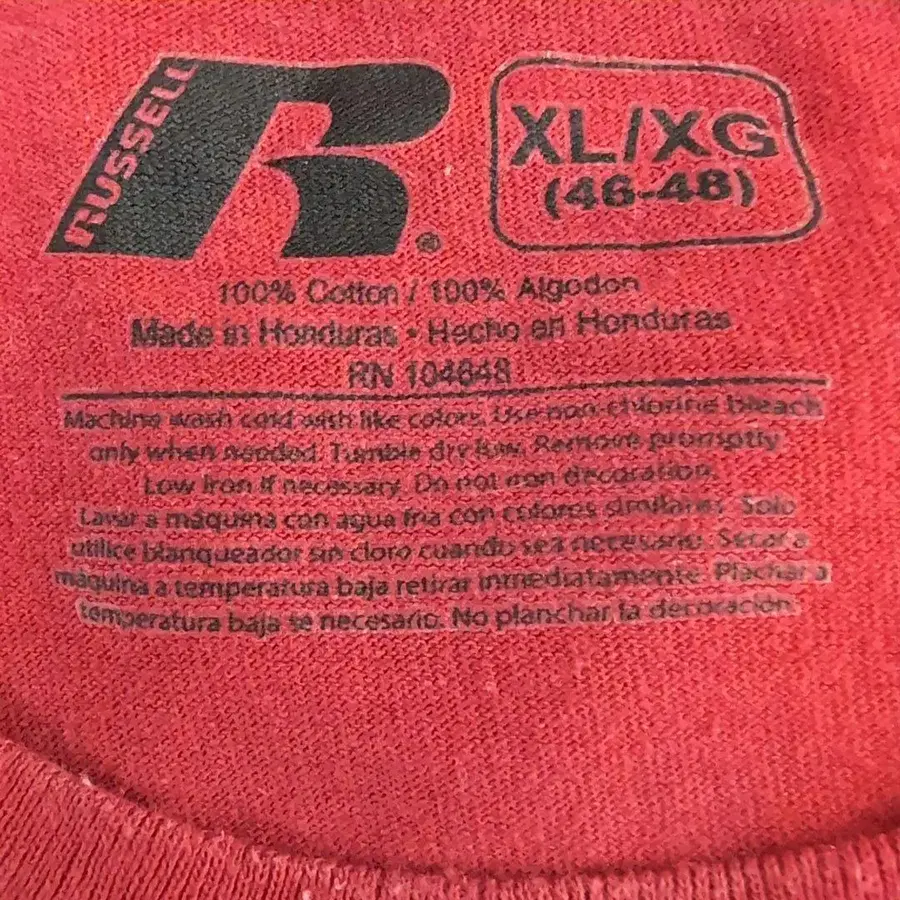 RUSSELL
R®
XL/XG
(46-48)
100% Cotton / 100% Algodon
Made in Honduras • Hecho en Honduras
RN 104648
Machine wash cold with like colors. Use non-chlorine bleach
only when needed. Tumble dry low. Remove promptly
Low iron if necessary. Do not iron decoration.
Lavar a máquina con agua fria con colores similares. Solo
utilice blanqueador sin cloro cuando sea necesario. Secar a
máquina a temperatura baja retirar inmediatamente. Planchar a
temperatura baja se necesario. No planchar la decoración.